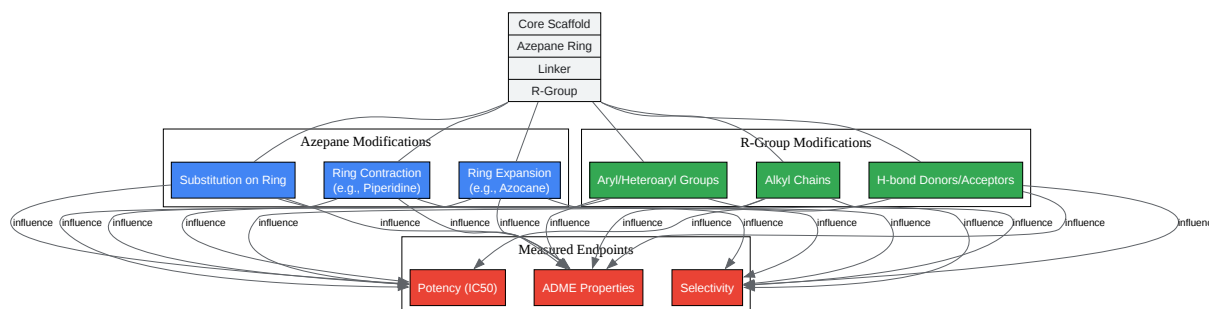 Core Scaffold
Azepane Ring
Linker
R-Group
Azepane Modifications
R-Group Modifications
Substitution on Ring
Ring Contraction
(e.g., Piperidine)
Ring Expansion
(e.g., Azocane)
Aryl/Heteroaryl Groups
Alkyl Chains
H-bond Donors/Acceptors
influence influence influence influence influence influence influence influence influence influence influence influence influence influence influence influence influence influence
Measured Endpoints
Potency (IC50)
ADME Properties
Selectivity